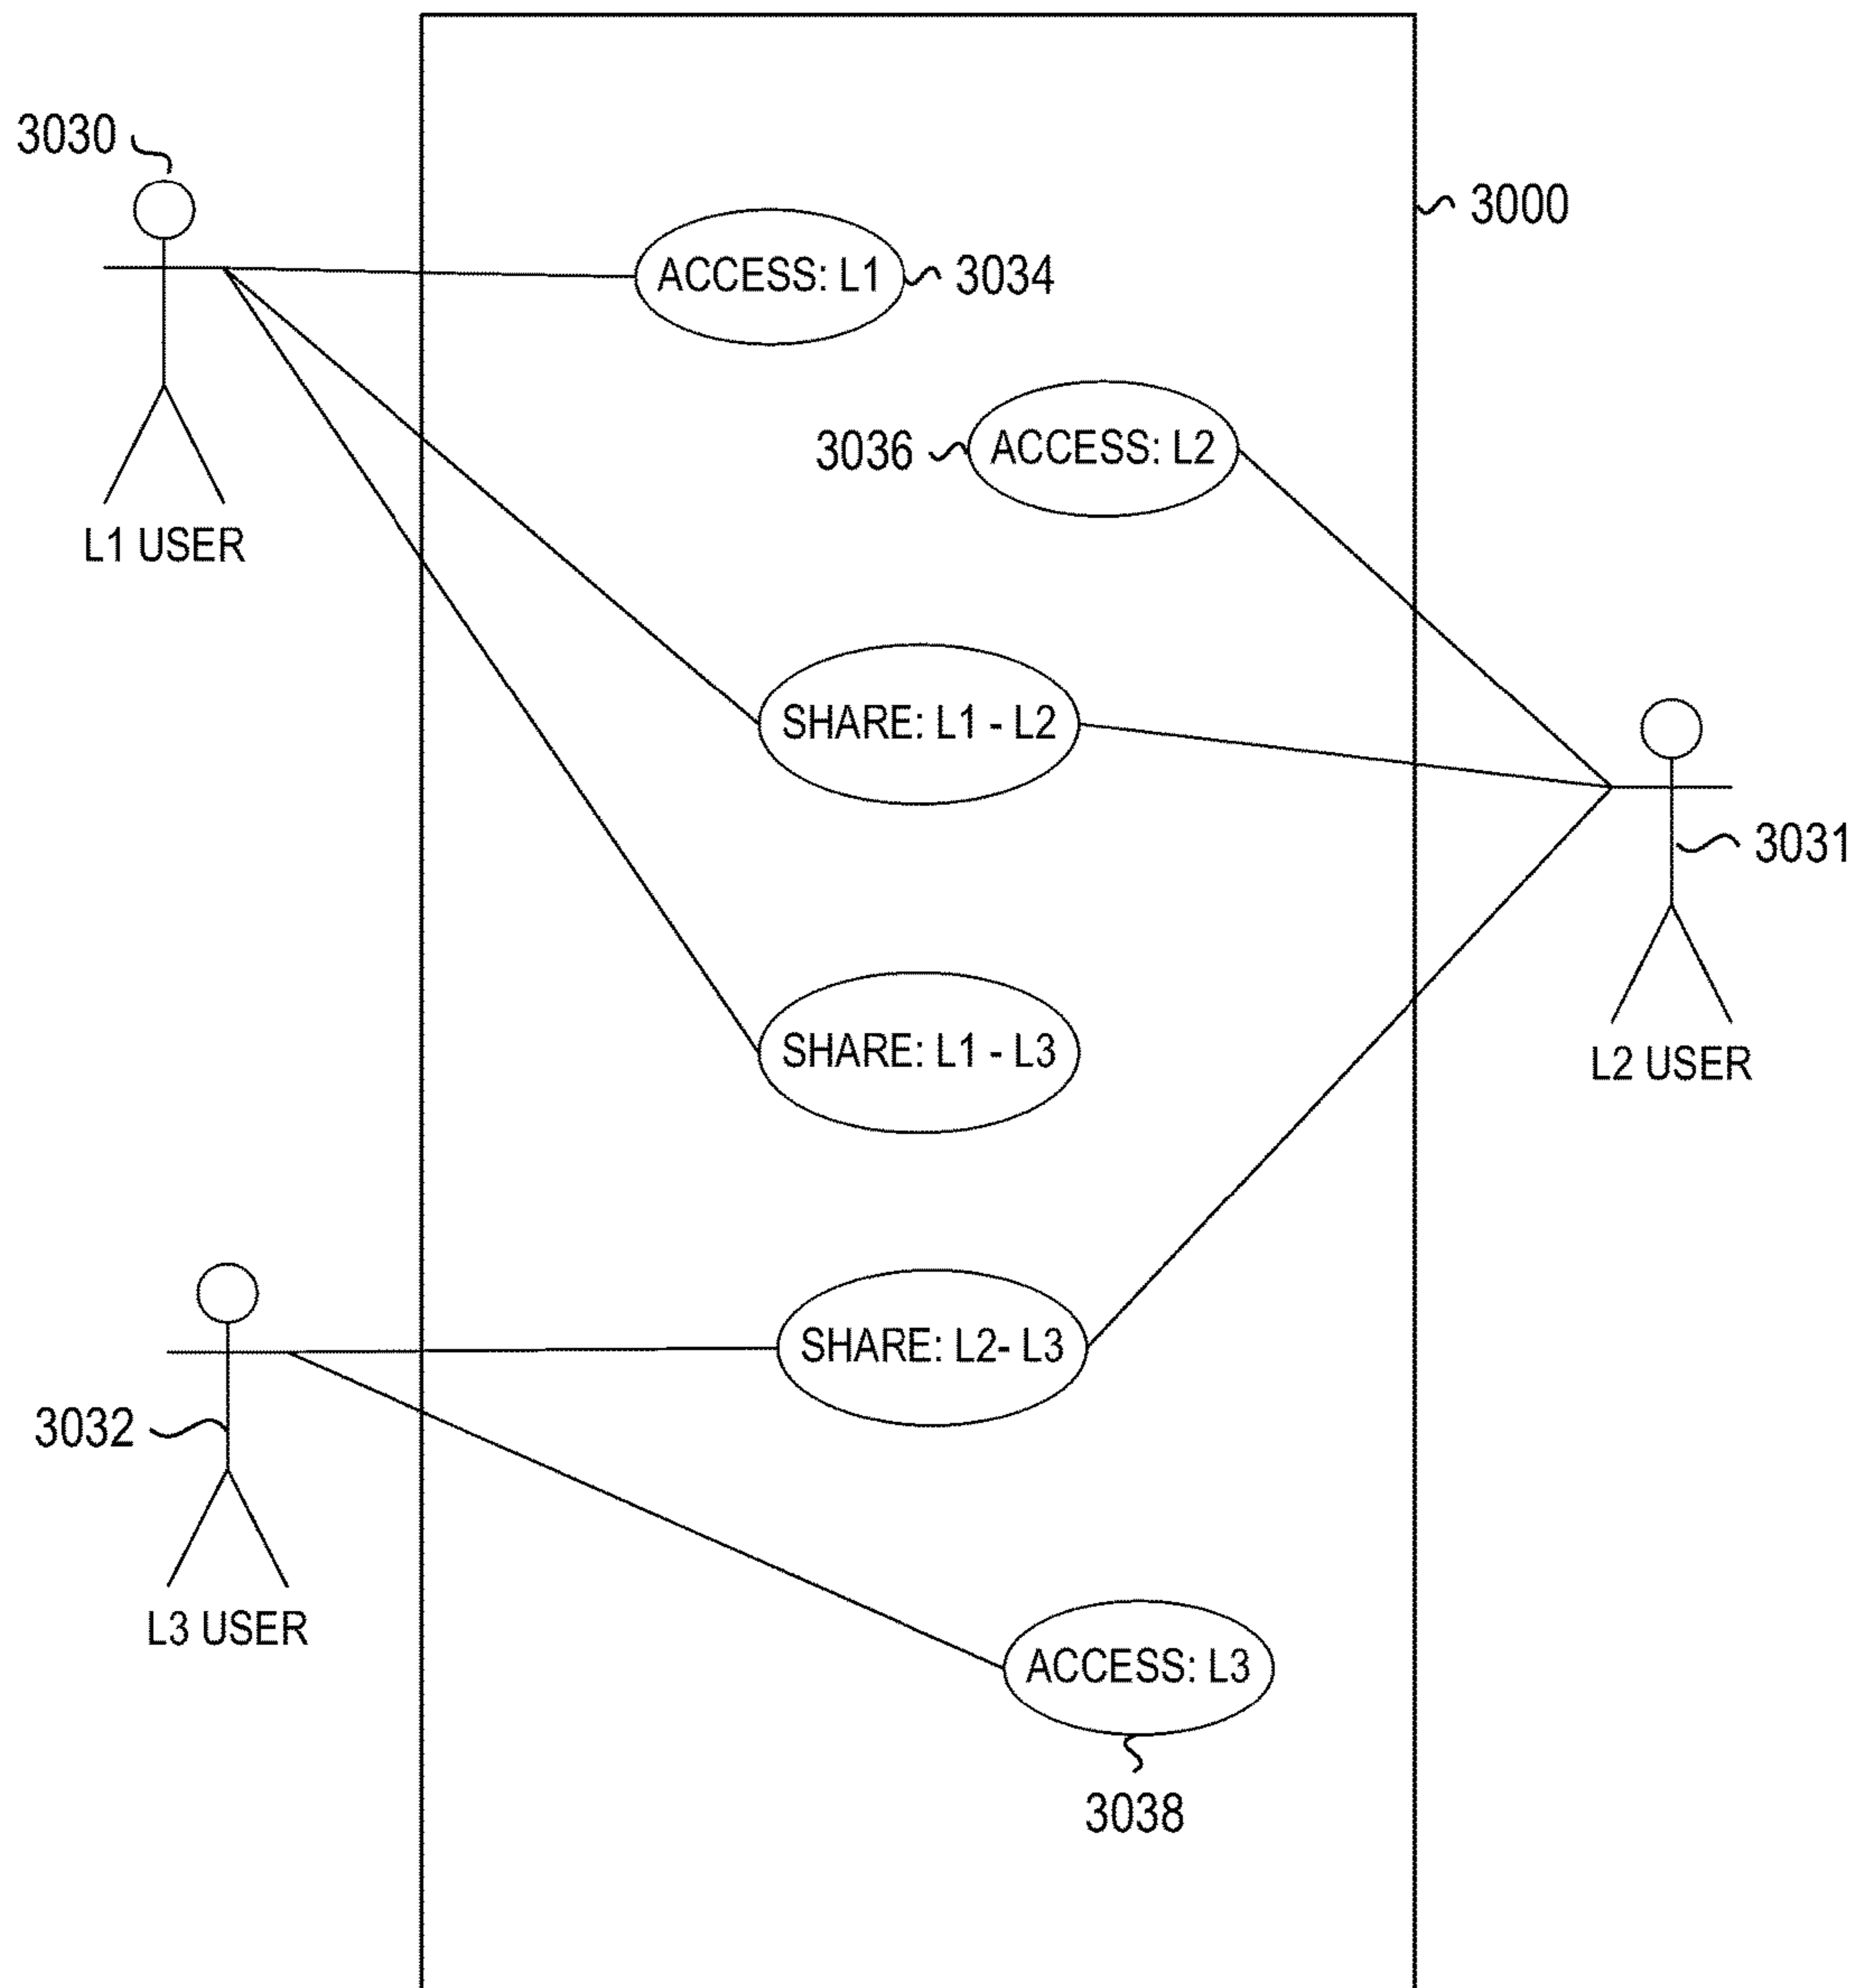 3030
3000
ACCESS: L1
3034
3036
ACCESS: L2
L1 USER
SHARE: L1 - L2
3031
SHARE: L1 - L3
L2 USER
SHARE: L2- L3
3032
L3 USER
ACCESS: L3
3038